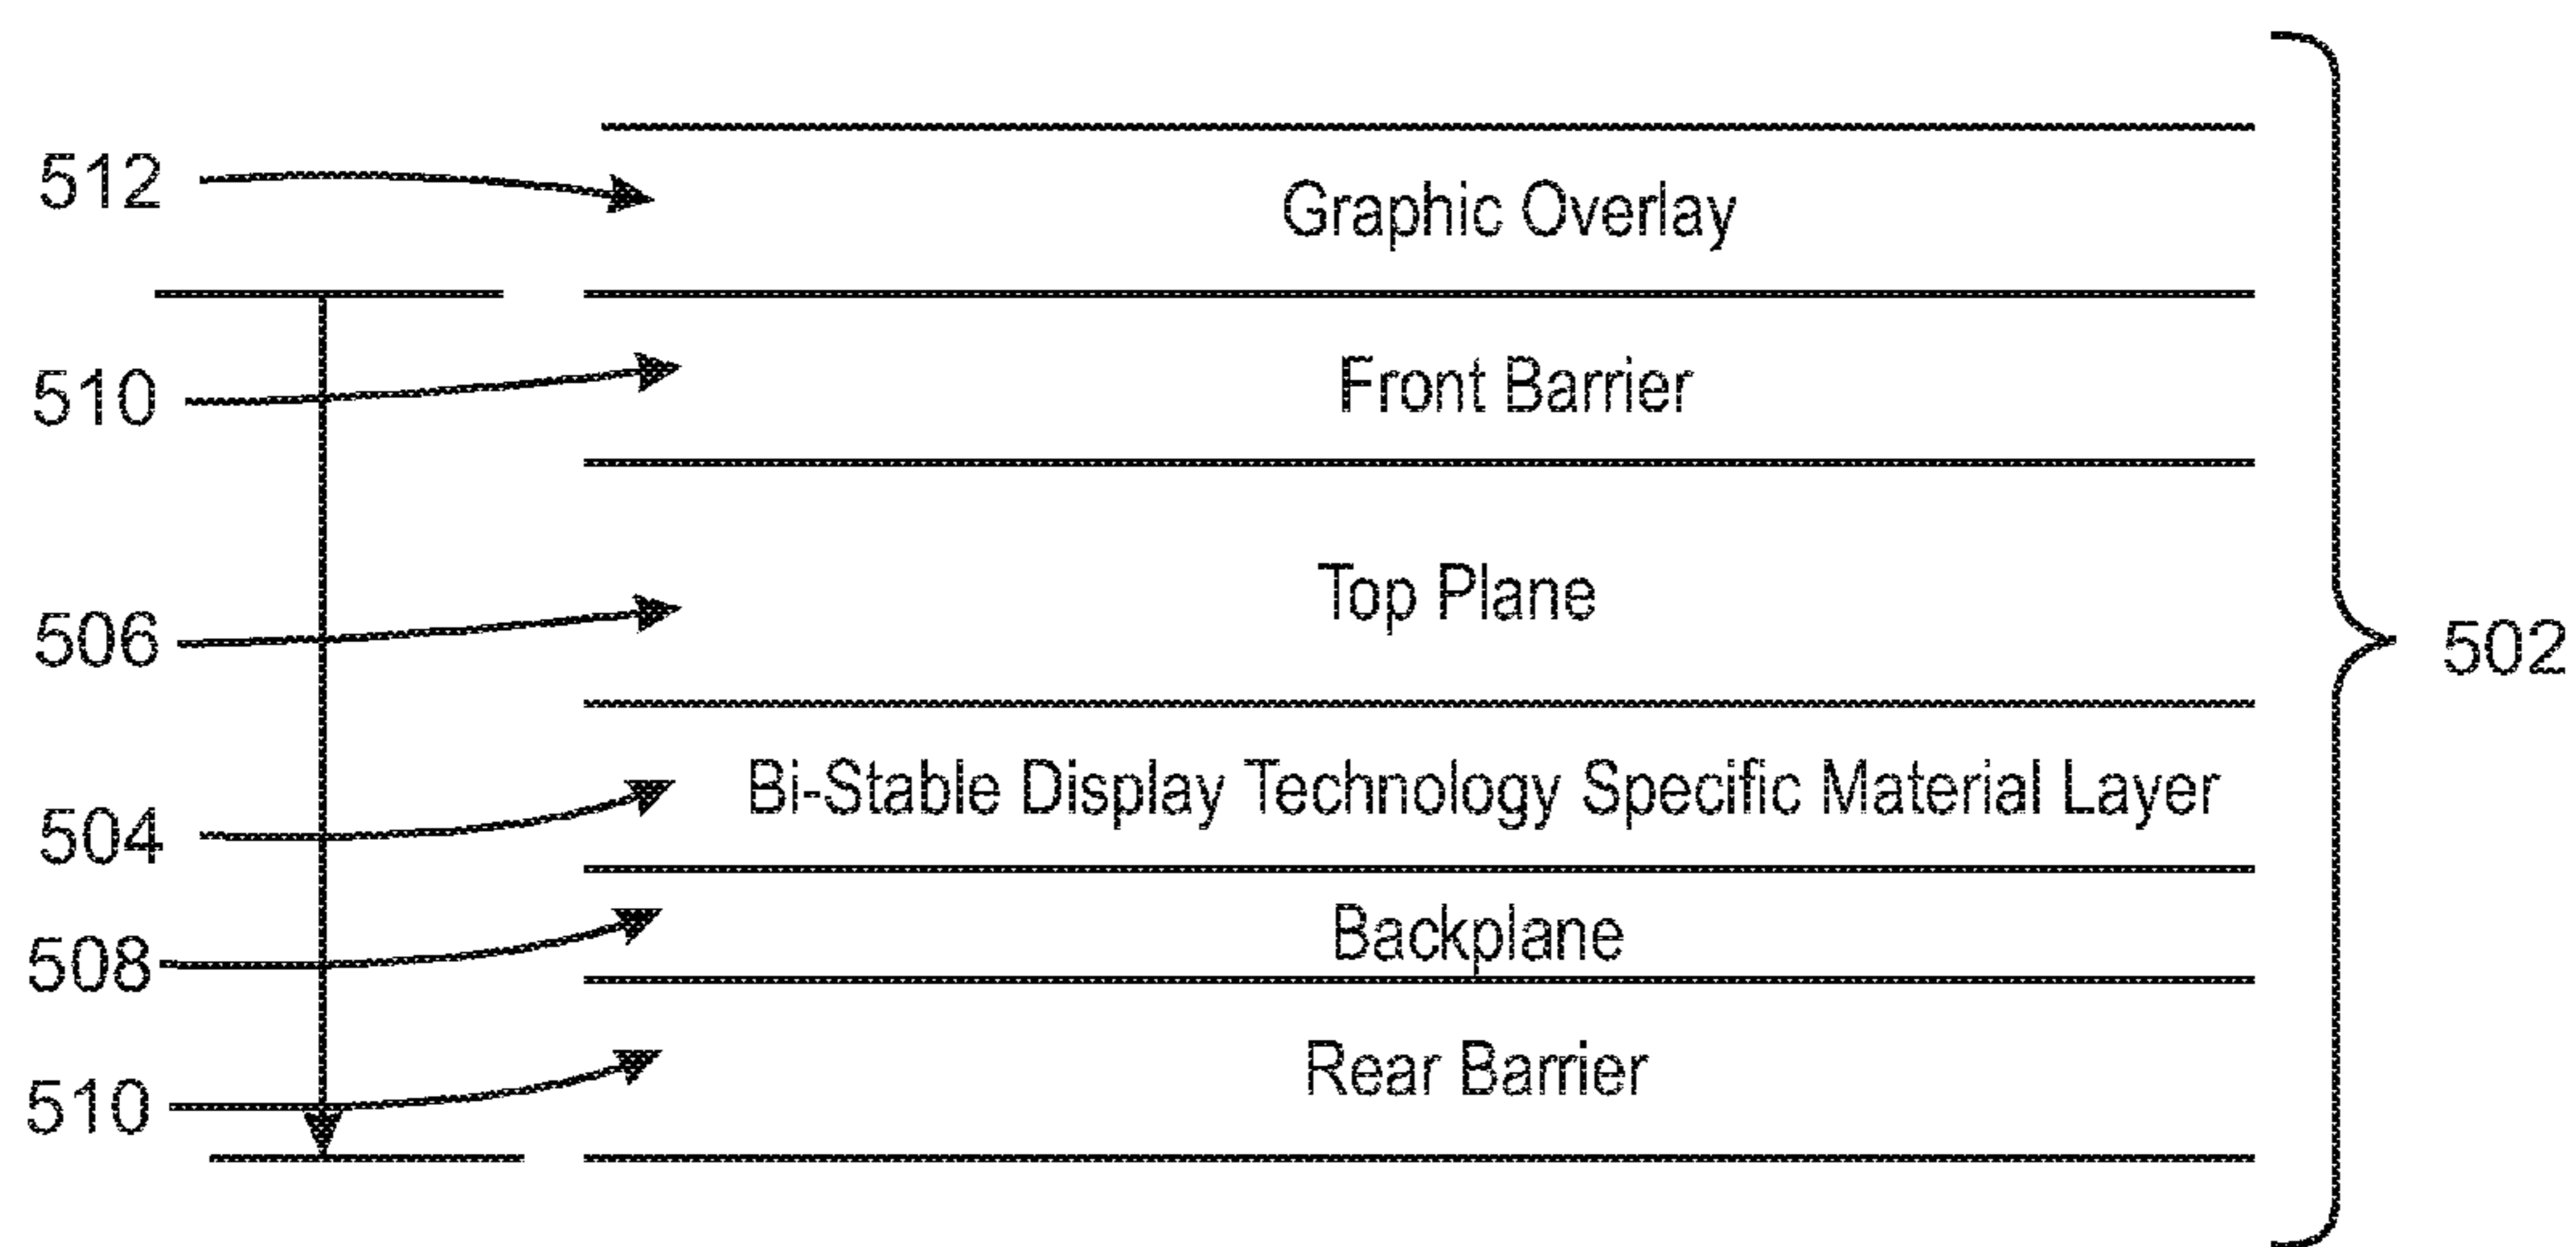 512
Graphic Overlay
510
Front Barrier
506
Top Plane
502
504
Bi-Stable Display Technology Specific Material Layer
508
Backplane
510
Rear Barrier